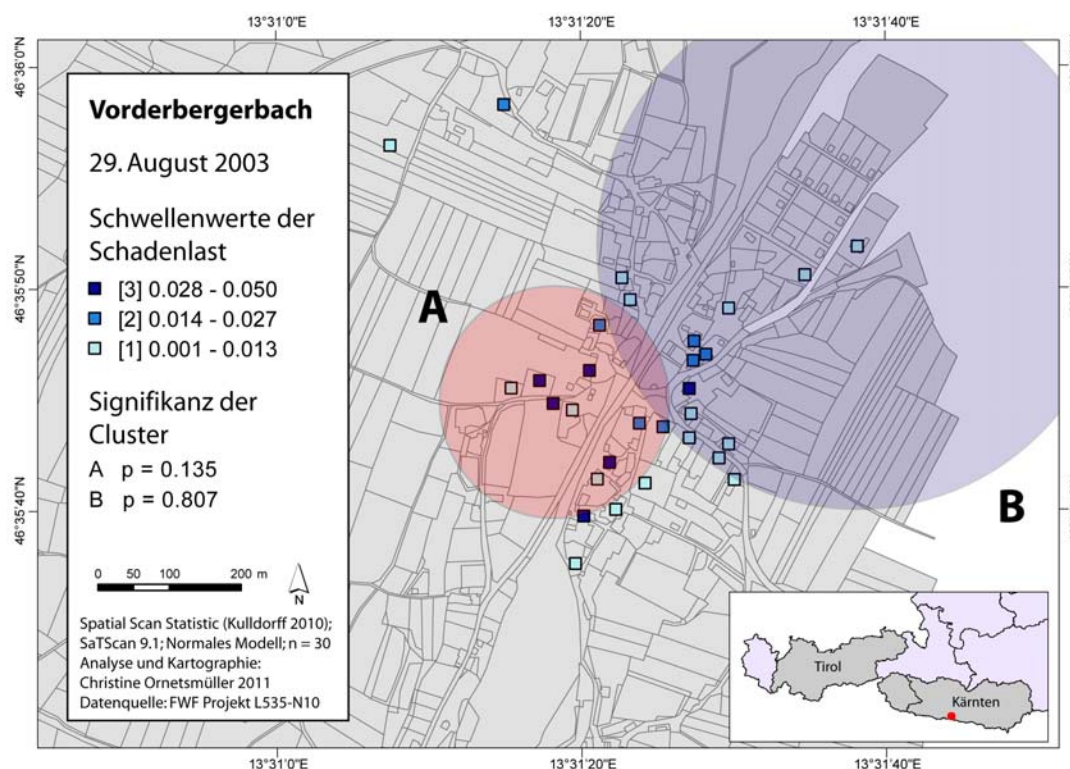 13°31'0"E
13°31'20"E
13°31'40"E
46°36'0"N
46°35'50"N
46°35'40"N
Vorderbergerbach
29. August 2003
Schwellenwerte der
Schadenlast
[3] 0.028 - 0.050
[2] 0.014 - 0.027
[1] 0.001 - 0.013
Signifikanz der
Cluster
A p = 0.135
B p = 0.807
0 50 100 200 m
N
Spatial Scan Statistic (Kulldorff 2010);
SaTScan 9.1; Normales Modell; n = 30
Analyse und Kartographie:
Christine Ornetsmüller 2011
Datenquelle: FWF Projekt L535-N10
A
B
Tirol
Kärnten
13°31'0"E
13°31'20"E
13°31'40"E